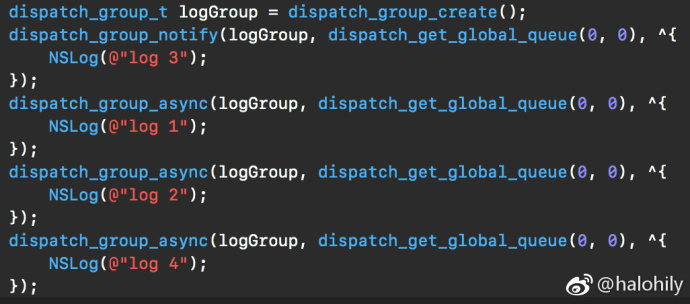 dispatch_group_t logGroup = dispatch_group_create();
dispatch_group_notify(logGroup, dispatch_get_global_queue(0, 0), ^{
    NSLog(@"log 3");
});
dispatch_group_async(logGroup, dispatch_get_global_queue(0, 0), ^{
    NSLog(@"log 1");
});
dispatch_group_async(logGroup, dispatch_get_global_queue(0, 0), ^{
    NSLog(@"log 2");
});
dispatch_group_async(logGroup, dispatch_get_global_queue(0, 0), ^{
    NSLog(@"log 4");
});
@halohily